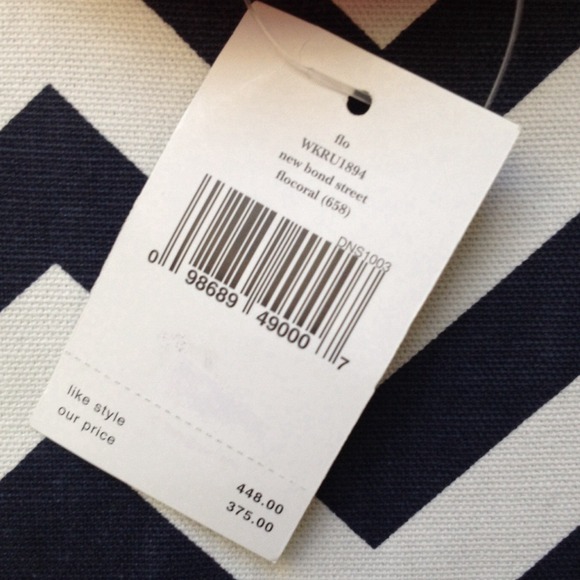 flo
WKRU1894
new bond street
flocoral (658)
DNS1003
0 98689 49000 7
like style
our price
448.00
375.00